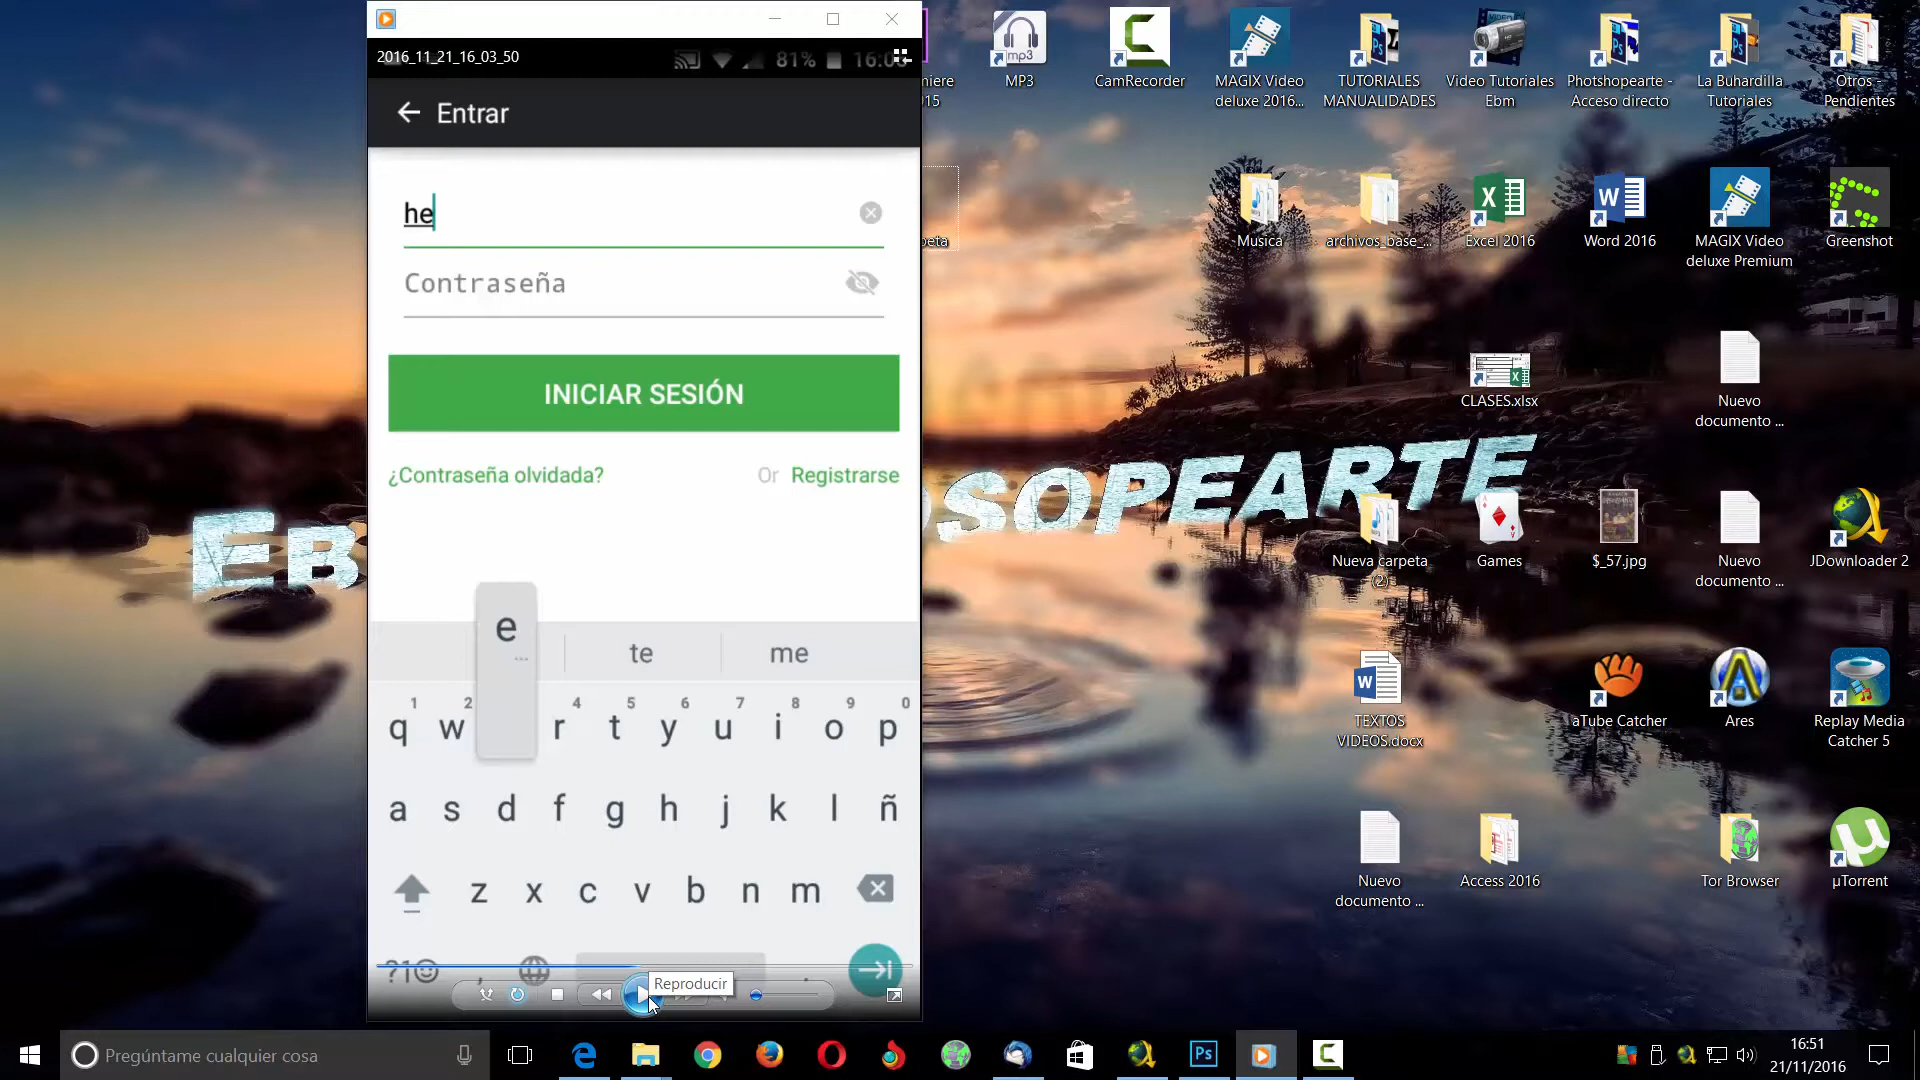 2016_11_21_16_03_50
81%
Entrar
he
Contraseña
INICIAR SESIÓN
¿Contraseña olvidada?
Or Registrarse
e
te
me
1 2 4 5 6 7 8 9 0
q w r t y u i o p
a s d f g h j k l ñ
z x c v b n m
?1☺ , .
Reproducir
MP3
CamRecorder
MAGIX Video
deluxe 2016...
TUTORIALES
MANUALIDADES
Video Tutoriales
Ebm
Photshopearte -
Acceso directo
La Buhardilla
Tutoriales
Otros -
Pendientes
Musica
archivos_base_...
Excel 2016
Word 2016
MAGIX Video
deluxe Premium
Greenshot
CLASES.xlsx
Nuevo
documento ...
EB
OSOPEARTE
Nueva carpeta
(2)
Games
$_57.jpg
Nuevo
documento ...
JDownloader 2
TEXTOS
VIDEOS.docx
aTube Catcher
Ares
Replay Media
Catcher 5
Nuevo
documento ...
Access 2016
Tor Browser
µTorrent
Pregúntame cualquier cosa
16:51
21/11/2016